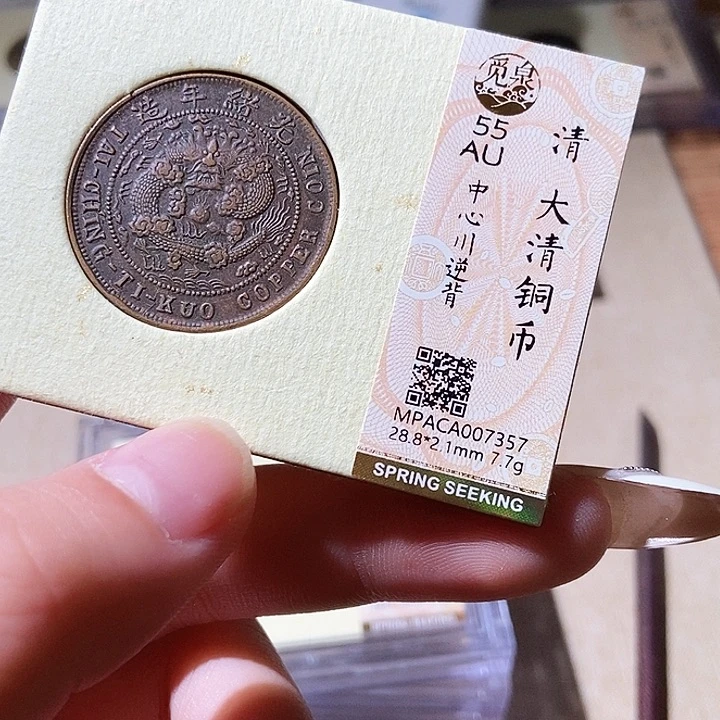 光緒年造
TAI-CHING-TI-KUO COPPER COIN
觅泉
55
AU
清
大清铜币
中心川逆背
MPACA007357
28.8*2.1mm 7.7g
SPRING SEEKING